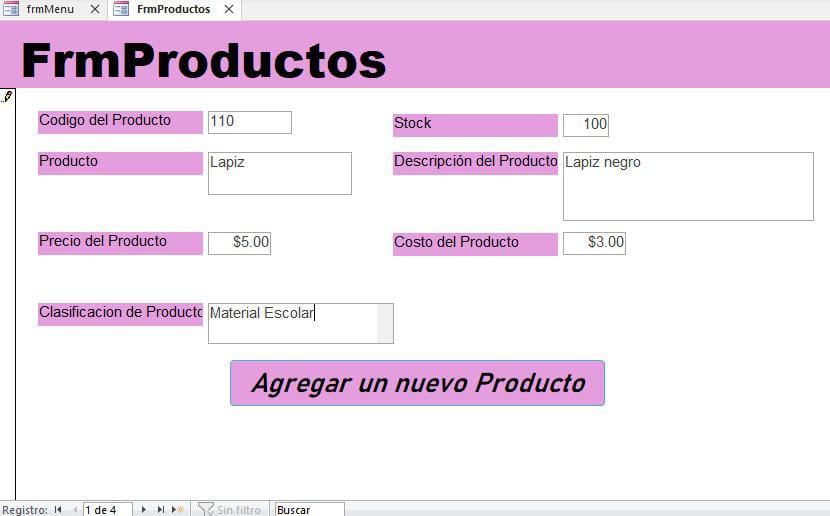 frmMenu
FrmProductos
FrmProductos
Codigo del Producto 110
Stock 100
Producto Lapiz
Descripción del Producto Lapiz negro
Precio del Producto $5.00
Costo del Producto $3.00
Clasificacion de Producto Material Escolar
Agregar un nuevo Producto
Registro: 1 de 4 Sin filtro Buscar